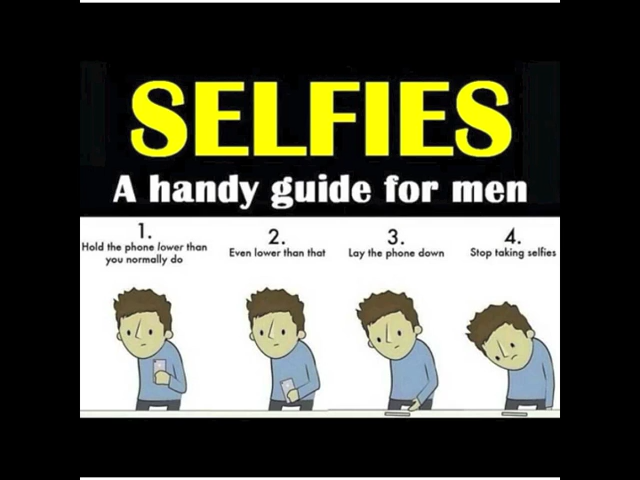 SELFIES
A handy guide for men
1.
Hold the phone lower than
you normally do
2.
Even lower than that
3.
Lay the phone down
4.
Stop taking selfies